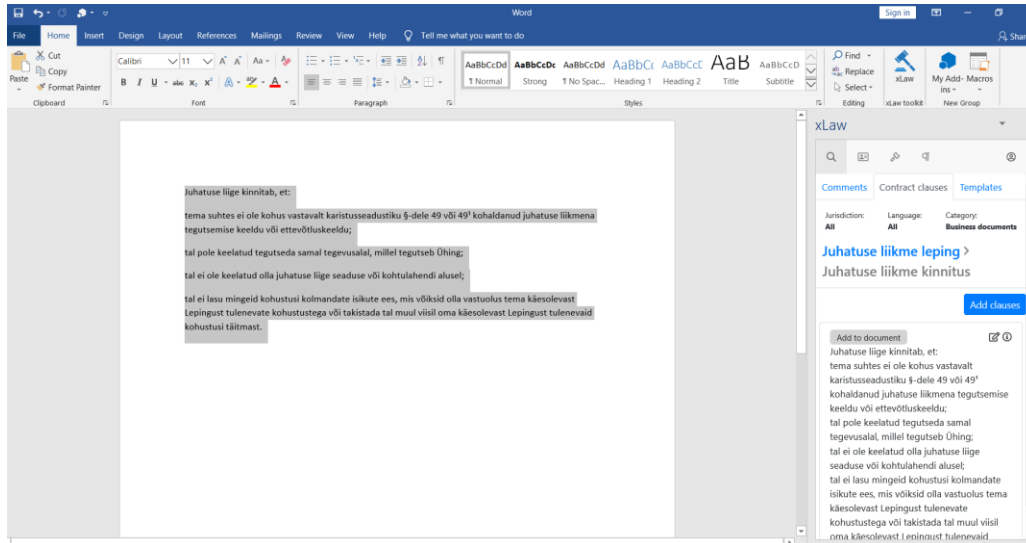 Word
Sign in
File Home Insert Design Layout References Mailings Review View Help Tell me what you want to do Shar
Paste
Cut
Copy
Format Painter
Clipboard
Calibri 11 A A Aa
B I U abc X₂ X² A A
Font
Paragraph
AaBbCcDd AaBbCcDc AaBbCcDd AaBbCc AaBbCcE AaB AaBbCcD
¶ Normal Strong ¶ No Spac... Heading 1 Heading 2 Title Subtitle
Styles
Find
Replace
Select
Editing
xLaw
xLaw toolkit
My Add-ins Macros
New Group
Juhatuse liige kinnitab, et:
tema suhtes ei ole kohus vastavalt karistusseadustiku §-dele 49 või 49¹ kohaldanud juhatuse liikmena
tegutsemise keeldu või ettevõtluskeeldu;
tal pole keelatud tegutseda samal tegevusalal, millel tegutseb Ühing;
tal ei ole keelatud olla juhatuse liige seaduse või kohtulahendi alusel;
tal ei lasu mingeid kohustusi kolmandate isikute ees, mis võiksid olla vastuolus tema käesolevast
Lepingust tulenevate kohustustega või takistada tal muul viisil oma käesolevast Lepingust tulenevaid
kohustusi täitmast.
xLaw
Comments Contract clauses Templates
Jurisdiction: Language: Category:
All All Business documents
Juhatuse liikme leping >
Juhatuse liikme kinnitus
Add clauses
Add to document
Juhatuse liige kinnitab, et:
tema suhtes ei ole kohus vastavalt
karistusseadustiku §-dele 49 või 49¹
kohaldanud juhatuse liikmena tegutsemise
keeldu või ettevõtluskeeldu;
tal pole keelatud tegutseda samal
tegevusalal, millel tegutseb Ühing;
tal ei ole keelatud olla juhatuse liige
seaduse või kohtulahendi alusel;
tal ei lasu mingeid kohustusi kolmandate
isikute ees, mis võiksid olla vastuolus tema
käesolevast Lepingust tulenevate
kohustustega või takistada tal muul viisil
oma käesolevast Lepingust tulenevaid